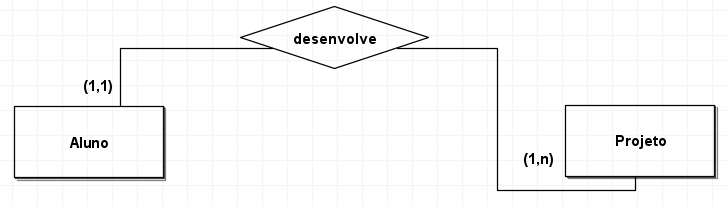 desenvolve
(1,1)
Aluno
Projeto
(1,n)